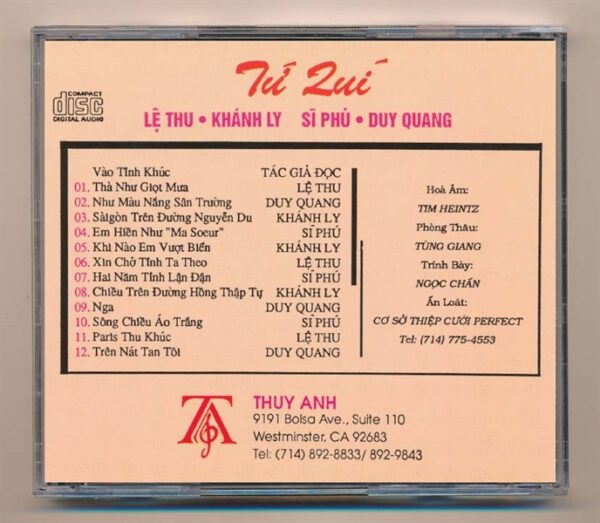 Tứ Quí
COMPACT
disc
DIGITAL AUDIO
LỆ THU • KHÁNH LY SĨ PHÚ • DUY QUANG
Vào Tình Khúc TÁC GIẢ ĐỌC
01. Thà Như Giọt Mưa LỆ THU
02. Như Màu Nắng Sân Trường DUY QUANG
03. Sàigòn Trên Đường Nguyễn Du KHÁNH LY
04. Em Hiền Như "Ma Soeur" SĨ PHÚ
05. Khi Nào Em Vượt Biển KHÁNH LY
06. Xin Chờ Tình Ta Theo LỆ THU
07. Hai Năm Tình Lận Đận SĨ PHÚ
08. Chiều Trên Đường Hồng Thập Tự KHÁNH LY
09. Nga DUY QUANG
10. Sông Chiều Áo Trắng SĨ PHÚ
11. Paris Thu Khúc LỆ THU
12. Trên Nát Tan Tôi DUY QUANG
Hoà Âm:
TIM HEINTZ
Phòng Thâu:
TÙNG GIANG
Trình Bày:
NGỌC CHẤN
Ấn Loát:
CƠ SỞ THIỆP CƯỚI PERFECT
Tel: (714) 775-4553
THUY ANH
9191 Bolsa Ave., Suite 110
Westminster, CA 92683
Tel: (714) 892-8833/ 892-9843